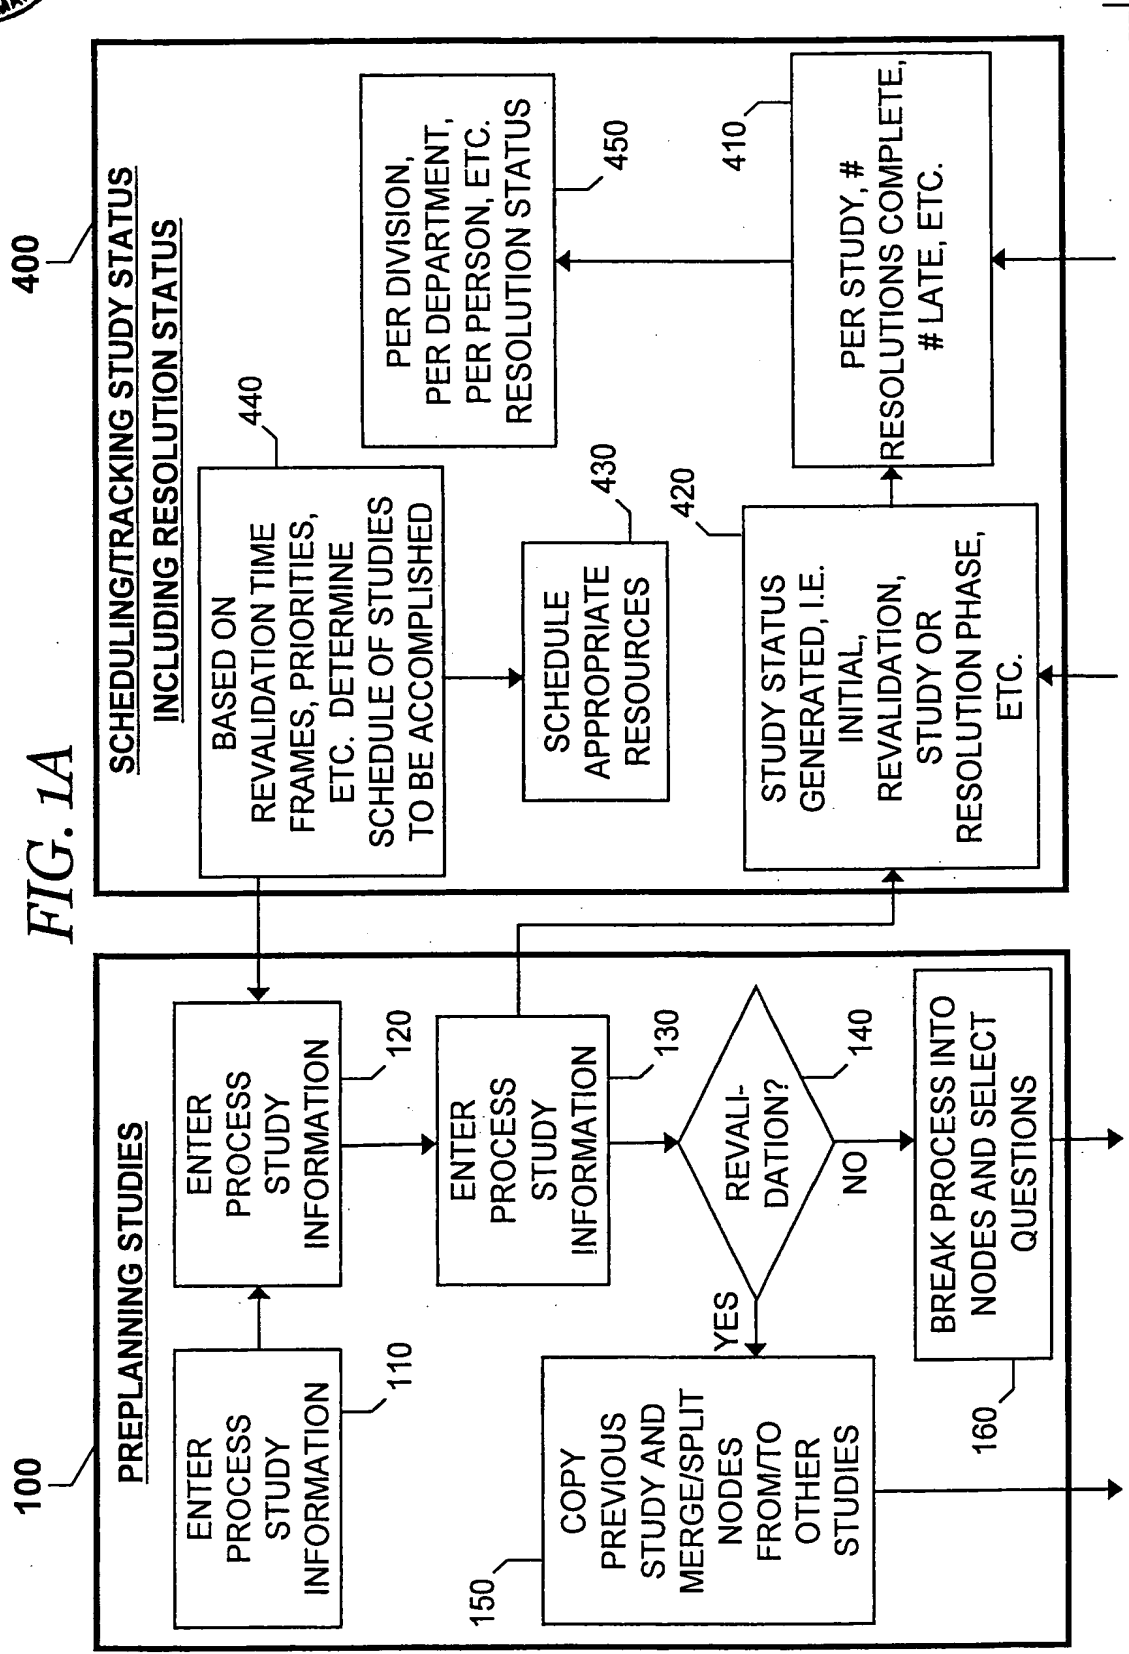 FIG. 1A
100
PREPLANNING STUDIES
ENTER
PROCESS
STUDY
INFORMATION
110
ENTER
PROCESS
STUDY
INFORMATION
120
ENTER
PROCESS
STUDY
INFORMATION
130
REVALI-
DATION?
140
YES
NO
COPY
PREVIOUS
STUDY AND
MERGE/SPLIT
NODES
FROM/TO
OTHER
STUDIES
150
BREAK PROCESS INTO
NODES AND SELECT
QUESTIONS
160
400
SCHEDULING/TRACKING STUDY STATUS
INCLUDING RESOLUTION STATUS
BASED ON
REVALIDATION TIME
FRAMES, PRIORITIES,
ETC. DETERMINE
SCHEDULE OF STUDIES
TO BE ACCOMPLISHED
440
PER DIVISION,
PER DEPARTMENT,
PER PERSON, ETC.
RESOLUTION STATUS
450
SCHEDULE
APPROPRIATE
RESOURCES
430
STUDY STATUS
GENERATED, I.E.
INITIAL,
REVALIDATION,
STUDY OR
RESOLUTION PHASE,
ETC.
420
PER STUDY, #
RESOLUTIONS COMPLETE,
# LATE, ETC.
410